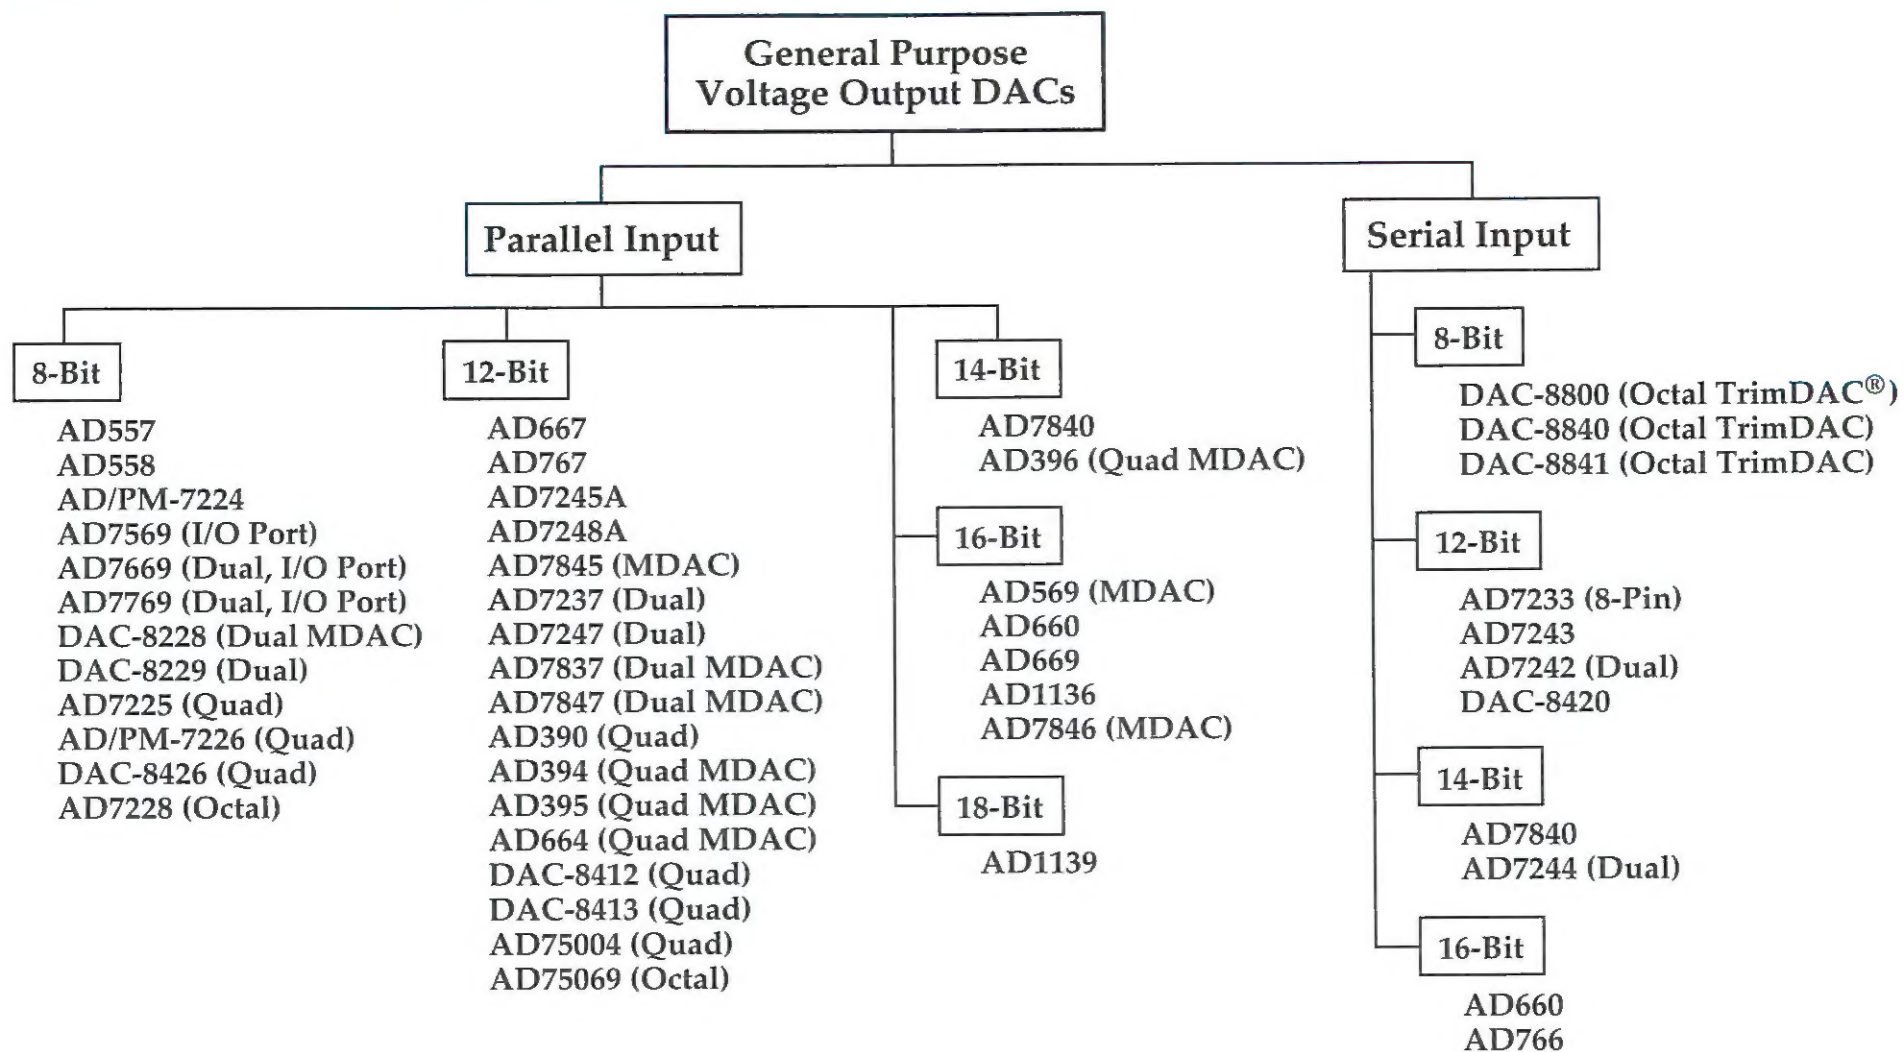 General Purpose
Voltage Output DACs
Parallel Input
8-Bit
AD557
AD558
AD/PM-7224
AD7569 (I/O Port)
AD7669 (Dual, I/O Port)
AD7769 (Dual, I/O Port)
DAC-8228 (Dual MDAC)
DAC-8229 (Dual)
AD7225 (Quad)
AD/PM-7226 (Quad)
DAC-8426 (Quad)
AD7228 (Octal)
12-Bit
AD667
AD767
AD7245A
AD7248A
AD7845 (MDAC)
AD7237 (Dual)
AD7247 (Dual)
AD7837 (Dual MDAC)
AD7847 (Dual MDAC)
AD390 (Quad)
AD394 (Quad MDAC)
AD395 (Quad MDAC)
AD664 (Quad MDAC)
DAC-8412 (Quad)
DAC-8413 (Quad)
AD75004 (Quad)
AD75069 (Octal)
14-Bit
AD7840
AD396 (Quad MDAC)
16-Bit
AD569 (MDAC)
AD660
AD669
AD1136
AD7846 (MDAC)
18-Bit
AD1139
Serial Input
8-Bit
DAC-8800 (Octal TrimDAC®)
DAC-8840 (Octal TrimDAC)
DAC-8841 (Octal TrimDAC)
12-Bit
AD7233 (8-Pin)
AD7243
AD7242 (Dual)
DAC-8420
14-Bit
AD7840
AD7244 (Dual)
16-Bit
AD660
AD766